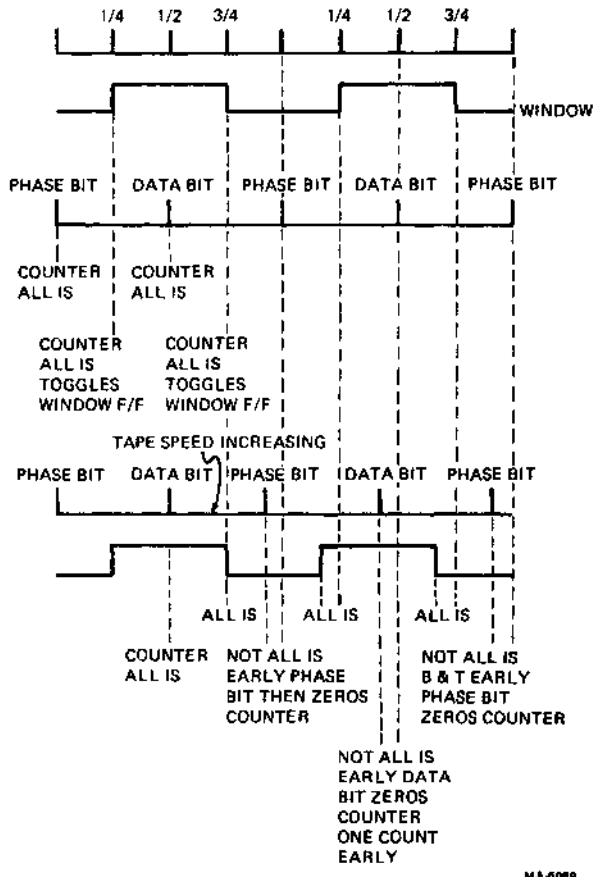 1/4 1/2 3/4 1/4 1/2 3/4
WINDOW
PHASE BIT DATA BIT PHASE BIT DATA BIT PHASE BIT
COUNTER COUNTER
ALL IS ALL IS
COUNTER COUNTER
ALL IS ALL IS
TOGGLES TOGGLES
WINDOW F/F WINDOW F/F
TAPE SPEED INCREASING
PHASE BIT DATA BIT PHASE BIT DATA BIT PHASE BIT
ALL IS ALL IS ALL IS
COUNTER NOT ALL IS NOT ALL IS
ALL IS EARLY PHASE B & T EARLY
BIT THEN ZEROS PHASE BIT
COUNTER ZEROS COUNTER
NOT ALL IS
EARLY DATA
BIT ZEROS
COUNTER
ONE COUNT
EARLY